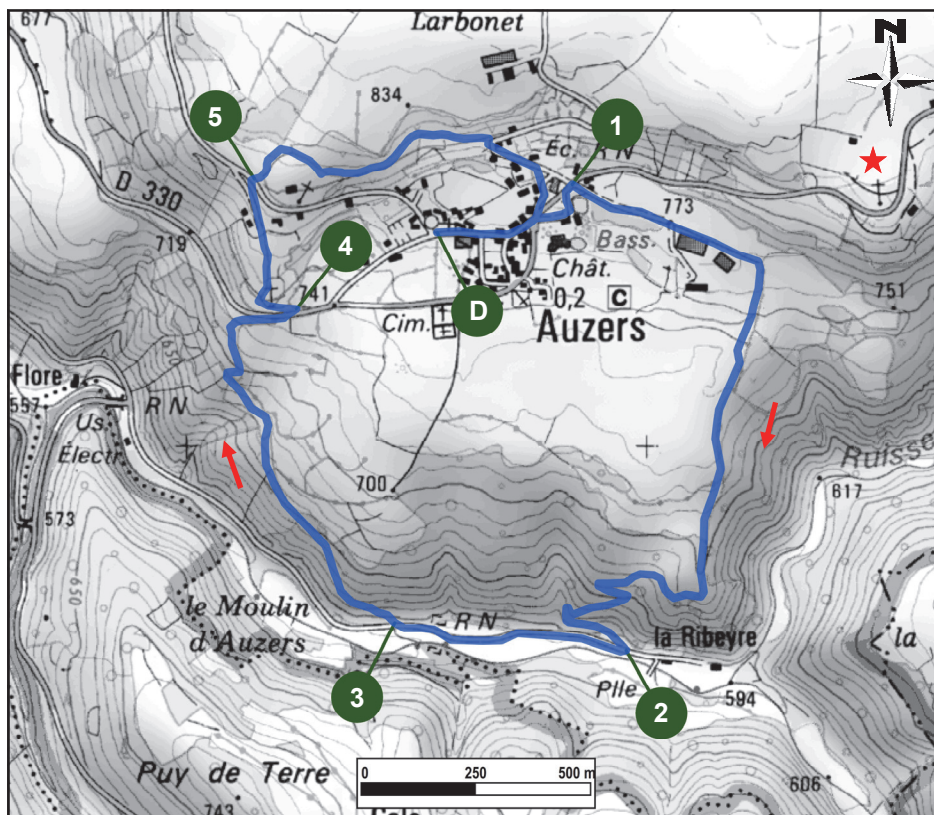 677
Larbonet
N
834
5
1
Éc.
R N
D 330
773
719
4
Bass.
741
Chât.
751
D
0,2
C
Cim.
Auzers
630
Flore
557
R N
Us.
Électr.
Ruisse
700
617
573
650
le Moulin
d'Auzers
R N
la Ribeyre
la
3
Plle
2
594
Puy de Terre
0
250
500 m
606
743